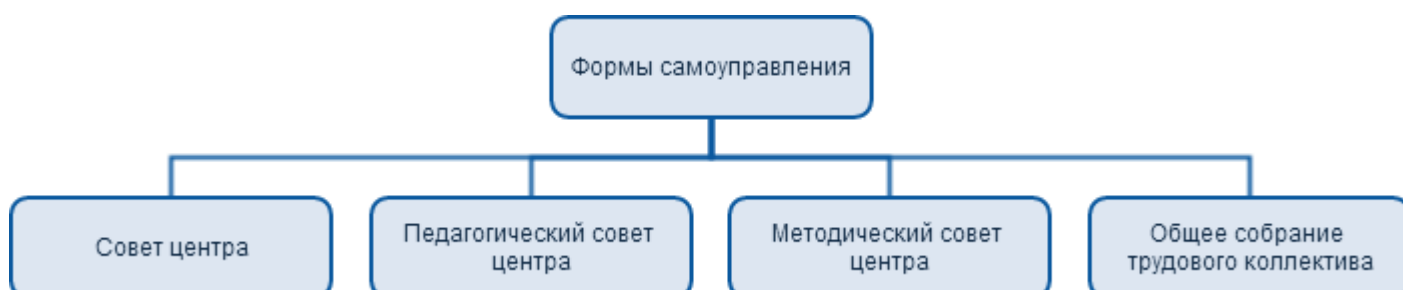 Формы самоуправления
Совет центра
Педагогический совет
центра
Методический совет
центра
Общее собрание
трудового коллектива